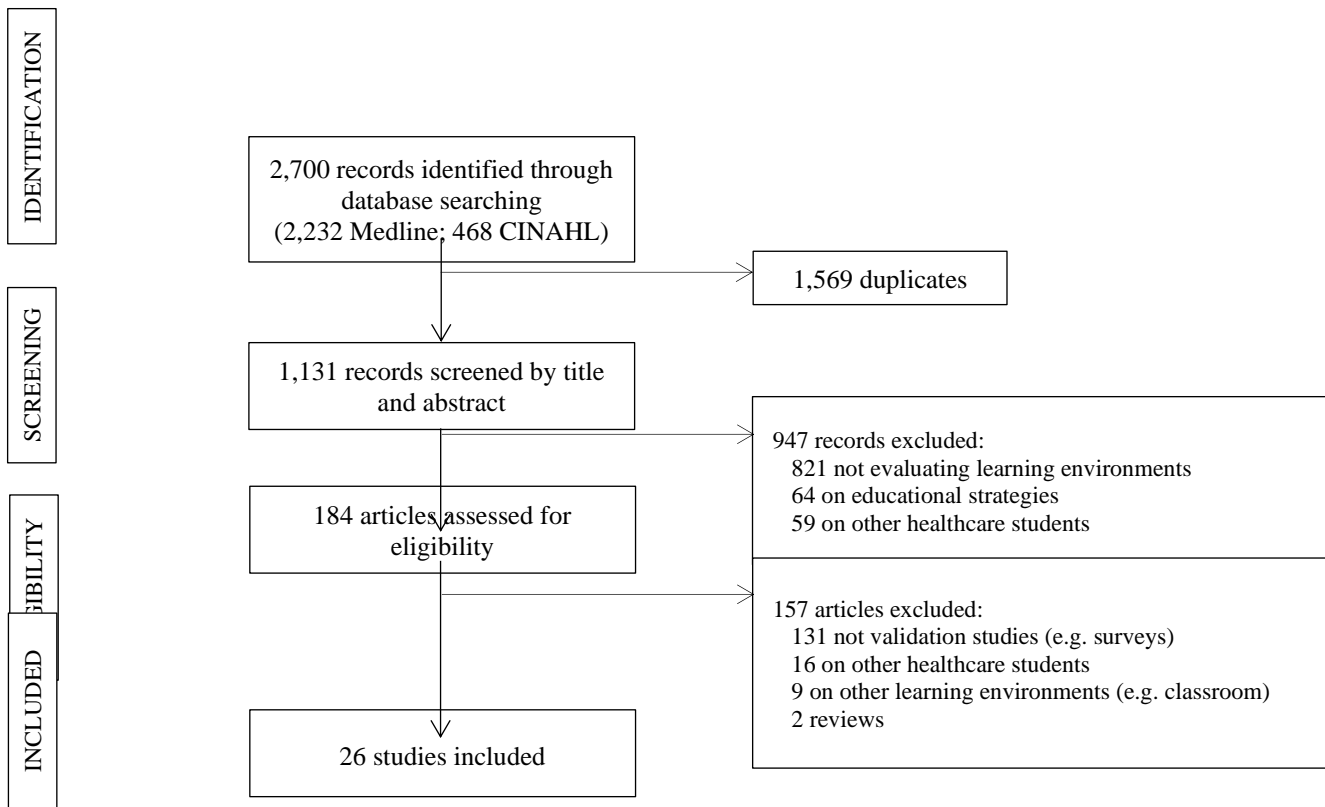 IDENTIFICATION
2,700 records identified through
database searching
(2,232 Medline; 468 CINAHL)
1,569 duplicates
SCREENING
1,131 records screened by title
and abstract
947 records excluded:
821 not evaluating learning environments
64 on educational strategies
59 on other healthcare students
184 articles assessed for
eligibility
157 articles excluded:
131 not validation studies (e.g. surveys)
16 on other healthcare students
9 on other learning environments (e.g. classroom)
2 reviews
INCLUDED
26 studies included